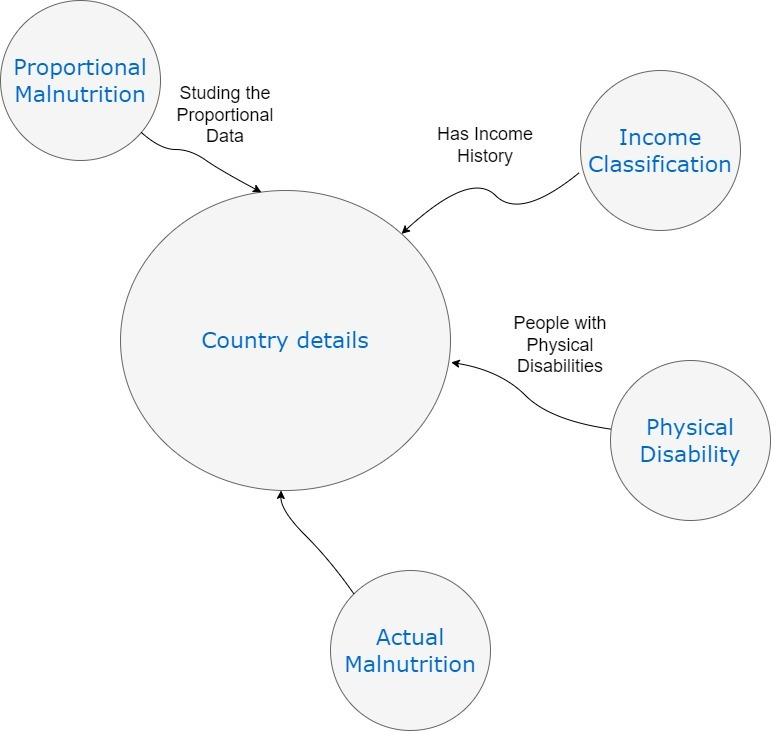 Proportional
Malnutrition
Studing the
Proportional
Data
Has Income
History
Income
Classification
Country details
People with
Physical
Disabilities
Physical
Disability
Actual
Malnutrition